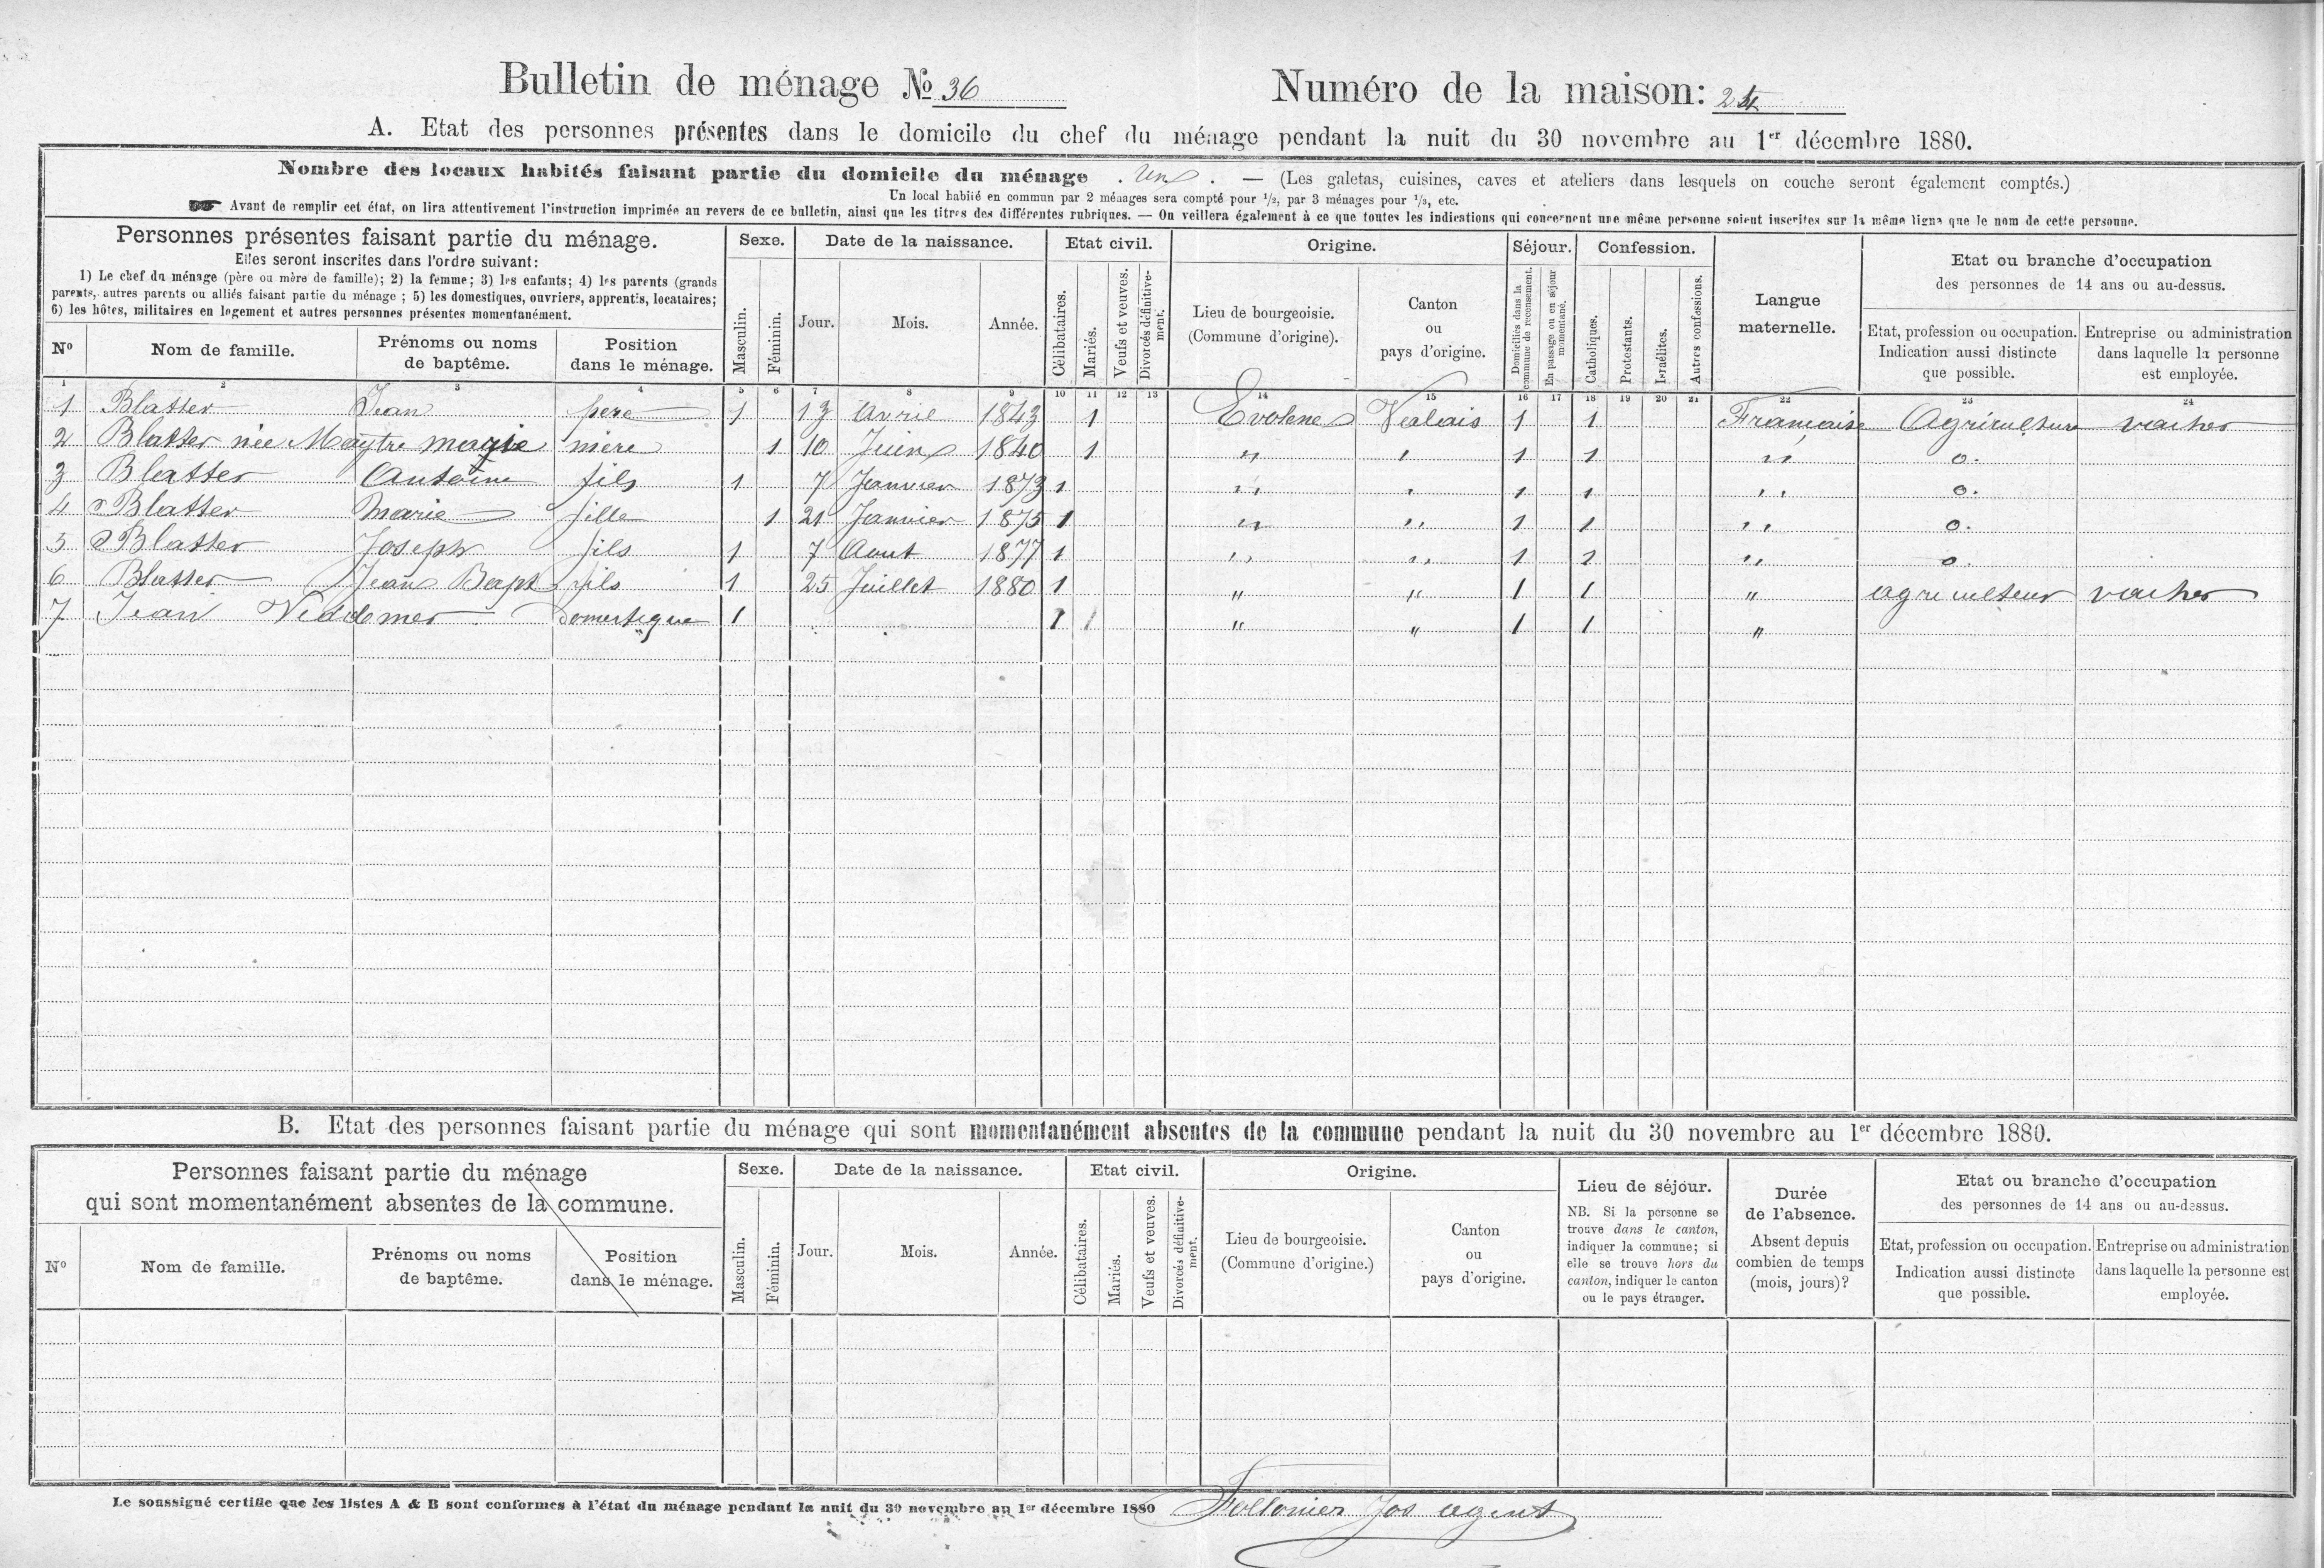 Bulletin de ménage № 36 Numéro de la maison:
A. Etat des personnes présentes dans le domicile du chef du ménage pendant la nuit du 30 novembre au 1er décembre 1880.
Nombre des locaux habités faisant partie du domicile du ménage . Un . — (Les galetas, cuisines, caves et ateliers dans lesquels on couche seront également comptés.)
Un local habité en commun par 2 ménages sera compté pour 1/2, par 3 ménages pour 1/3, etc.
Avant de remplir cet état, on lira attentivement l'instruction imprimée au revers de ce bulletin, ainsi que les titres des différentes rubriques. — On veillera également à ce que toutes les indications qui concernent une même personne soient inscrites sur la même ligne que le nom de cette personne.
Personnes présentes faisant partie du ménage.
Elles seront inscrites dans l'ordre suivant:
1) Le chef du ménage (père ou mère de famille); 2) la femme; 3) les enfants; 4) les parents (grands
parents, autres parents ou alliés faisant partie du ménage ; 5) les domestiques, ouvriers, apprentis, locataires;
6) les hôtes, militaires en logement et autres personnes présentes momentanément.
Nº
Nom de famille.
Prénoms ou noms
de baptême.
Position
dans le ménage.
Sexe.
Masculin.
Féminin.
Date de la naissance.
Jour.
Mois.
Année.
Etat civil.
Célibataires.
Mariés.
Veufs et veuves.
Divorcés définitive-
ment.
Origine.
Lieu de bourgeoisie.
(Commune d'origine).
Canton
ou
pays d'origine.
Séjour.
Domiciliés dans la
commune de recensement.
En passage ou en séjour
momentané.
Confession.
Catholiques.
Protestants.
Israélites.
Autres confessions.
Langue
maternelle.
Etat ou branche d'occupation
des personnes de 14 ans ou au-dessus.
Etat, profession ou occupation.
Indication aussi distincte
que possible.
Entreprise ou administration
dans laquelle la personne
est employée.
1 2 3 4 5 6 7 8 9 10 11 12 13 14 15 16 17 18 19 20 21 22 23 24
1 Blatter Jean père 1 13 Avril 1843 1 Evolène Valais 1 1 Française Agriculture vacher
2 Blatter née Maytre marie mère 1 10 Juin 1840 1 " " 1 1 " o.
3 Blatter Antoine fils 1 7 Janvier 1873 1 " " 1 1 " o.
4 Blatter Marie fille 1 21 Janvier 1875 1 " " 1 1 " o.
5 Blatter Joseph fils 1 7 Aout 1877 1 " " 1 1 " o.
6 Blatter Jean Bapt fils 1 25 Juillet 1880 1 " " 1 1 " agriculteur vacher
7 Jean domestique 1 1 1 " " 1 1 "
B. Etat des personnes faisant partie du ménage qui sont momentanément absentes de la commune pendant la nuit du 30 novembre au 1er décembre 1880.
Personnes faisant partie du ménage
qui sont momentanément absentes de la commune.
Nº
Nom de famille.
Prénoms ou noms
de baptême.
Position
dans le ménage.
Sexe.
Masculin.
Féminin.
Date de la naissance.
Jour.
Mois.
Année.
Etat civil.
Célibataires.
Mariés.
Veufs et veuves.
Divorcés définitive-
ment.
Origine.
Lieu de bourgeoisie.
(Commune d'origine.)
Canton
ou
pays d'origine.
Lieu de séjour.
NB. Si la personne se
trouve dans le canton,
indiquer la commune; si
elle se trouve hors du
canton, indiquer le canton
ou le pays étranger.
Durée
de l'absence.
Absent depuis
combien de temps
(mois, jours)?
Etat ou branche d'occupation
des personnes de 14 ans ou au-dessus.
Etat, profession ou occupation.
Indication aussi distincte
que possible.
Entreprise ou administration
dans laquelle la personne est
employée.
Le soussigné certifie que les listes A & B sont conformes à l'état du ménage pendant la nuit du 30 novembre au 1er décembre 1880 Follonier Jos agent